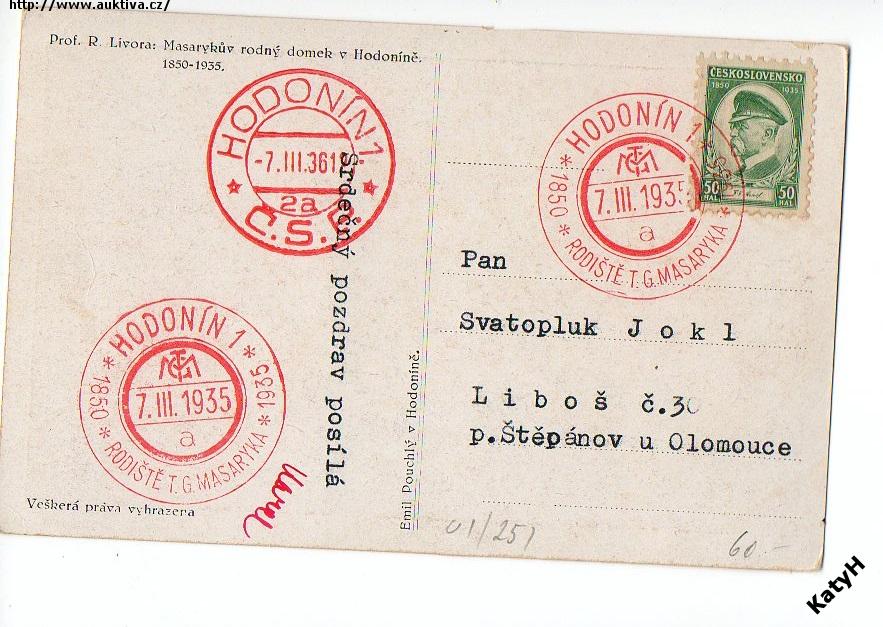 http://www.auktiva.cz/
Prof. R. Livora: Masarykův rodný domek v Hodoníně.
1850-1935.
HODONÍN 1
-7.III.36
2a
Č.S.
HODONÍN 1
7.III.1935
a
* 1850 * RODIŠTĚ T.G.MASARYKA * 1935 *
Veškerá práva vyhrazena
Karel
Srdečný pozdrav posílá
Emil Pouchlý v Hodoníně.
ČESKOSLOVENSKO
1850 1935
50 50
HAL HAL
HODONÍN 1
7.III.1935
a
* 1850 * RODIŠTĚ T.G.MASARYKA *
Pan
Svatopluk Jokl
Liboš č.30
p.Štěpánov u Olomouce
01/251
60.-
KatyH